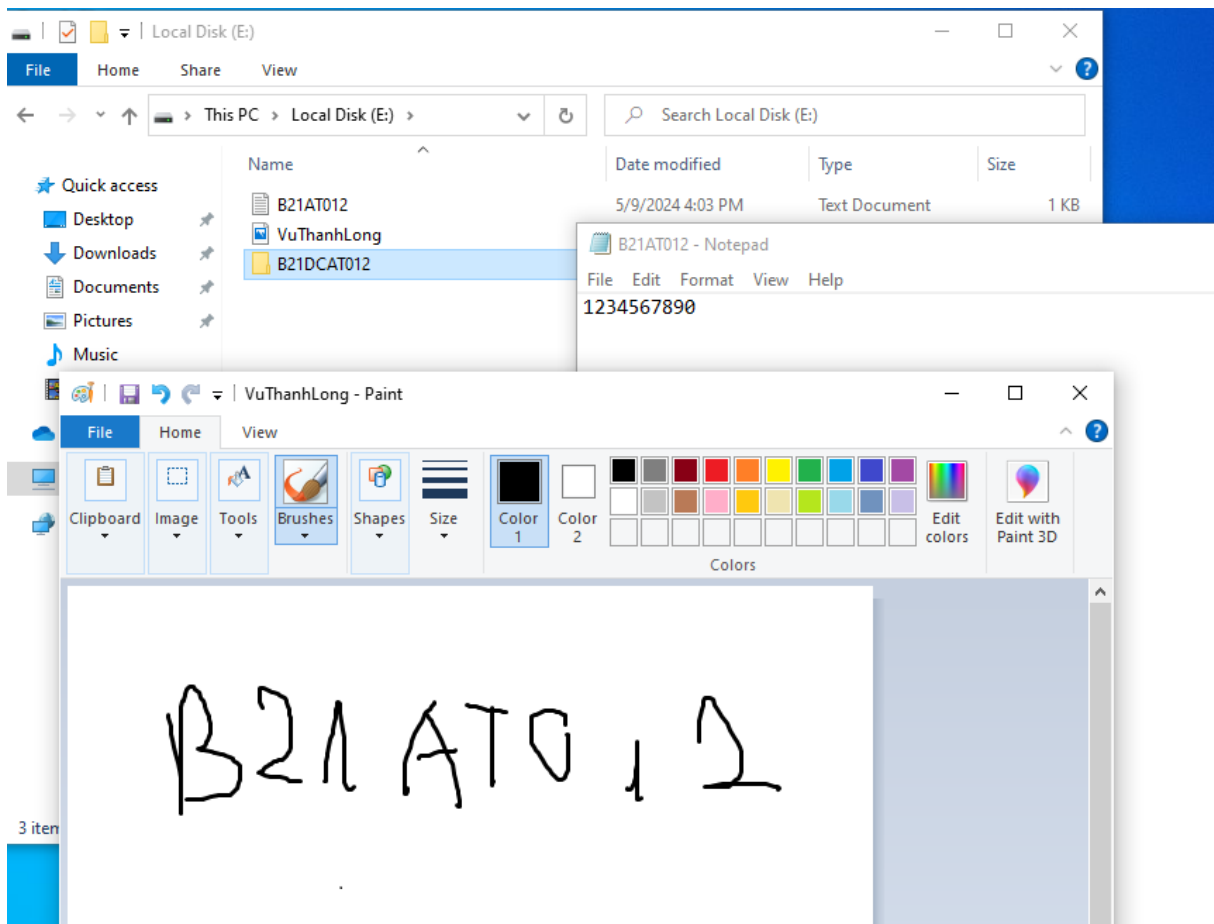 Local Disk (E:)
File Home Share View
This PC > Local Disk (E:) >
Search Local Disk (E:)
Name Date modified Type Size
Quick access
Desktop
Downloads
Documents
Pictures
Music
B21AT012 5/9/2024 4:03 PM Text Document 1 KB
VuThanhLong
B21DCAT012
B21AT012 - Notepad
File Edit Format View Help
1234567890
VuThanhLong - Paint
File Home View
Clipboard Image Tools Brushes Shapes Size Color 1 Color 2 Edit colors Edit with Paint 3D
Colors
B21AT012
3 item